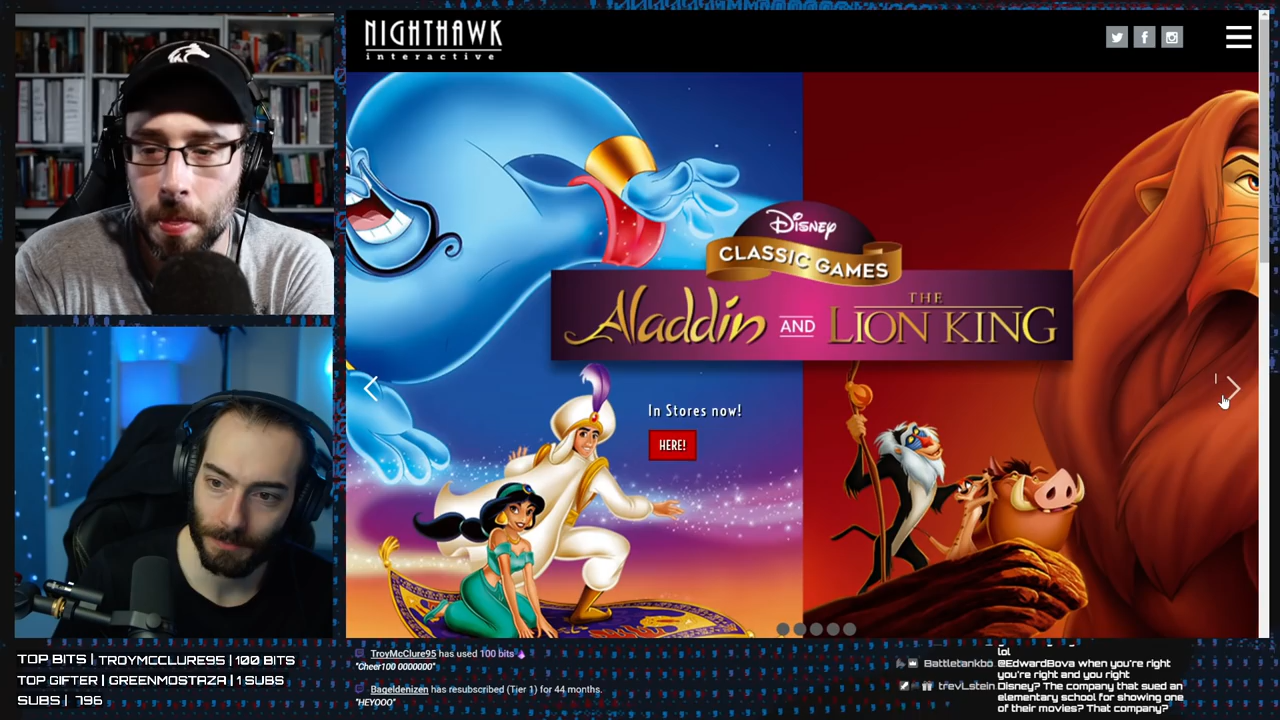 NIGHTHAWK
interactive
Disney
CLASSIC GAMES
Aladdin AND THE LION KING
In Stores now!
HERE!
TOP BITS | TROYMCCLURE95 | 100 BITS
TOP GIFTER | GREENMOSTAZA | 1 SUBS
SUBS | 796
TroyMcClure95 has used 100 bits
"Cheer100 0000000"
Bageldenizen has resubscribed (Tier 1) for 44 months.
"HEYOOO"
lol
Battletankbo @EdwardBova when you're right
you're right and you right
trevLstein Disney? The company that sued an
elementary school for showing one
of their movies? That company?